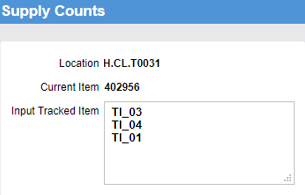 Supply Counts
Location H.CL.T0031
Current Item 402956
Input Tracked Item TI_03
TI_04
TI_01